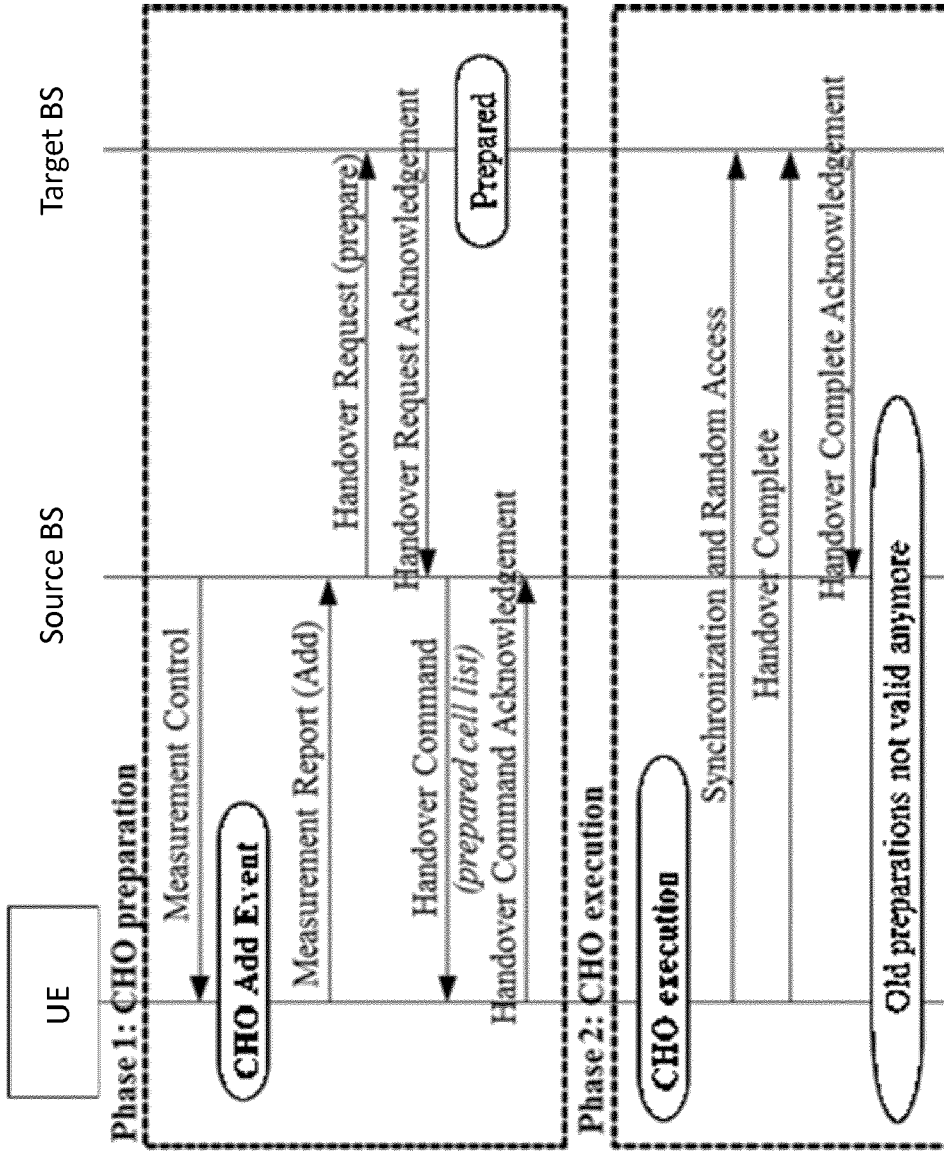 UE
Source BS
Target BS
Phase 1: CHO preparation
Measurement Control
CHO Add Event
Measurement Report (Add)
Handover Request (prepare)
Handover Request Acknowledgement
Handover Command
(prepared cell list)
Prepared
Handover Command Acknowledgement
Phase 2: CHO execution
CHO execution
Synchronization and Random Access
Handover Complete
Handover Complete Acknowledgement
Old preparations not valid anymore